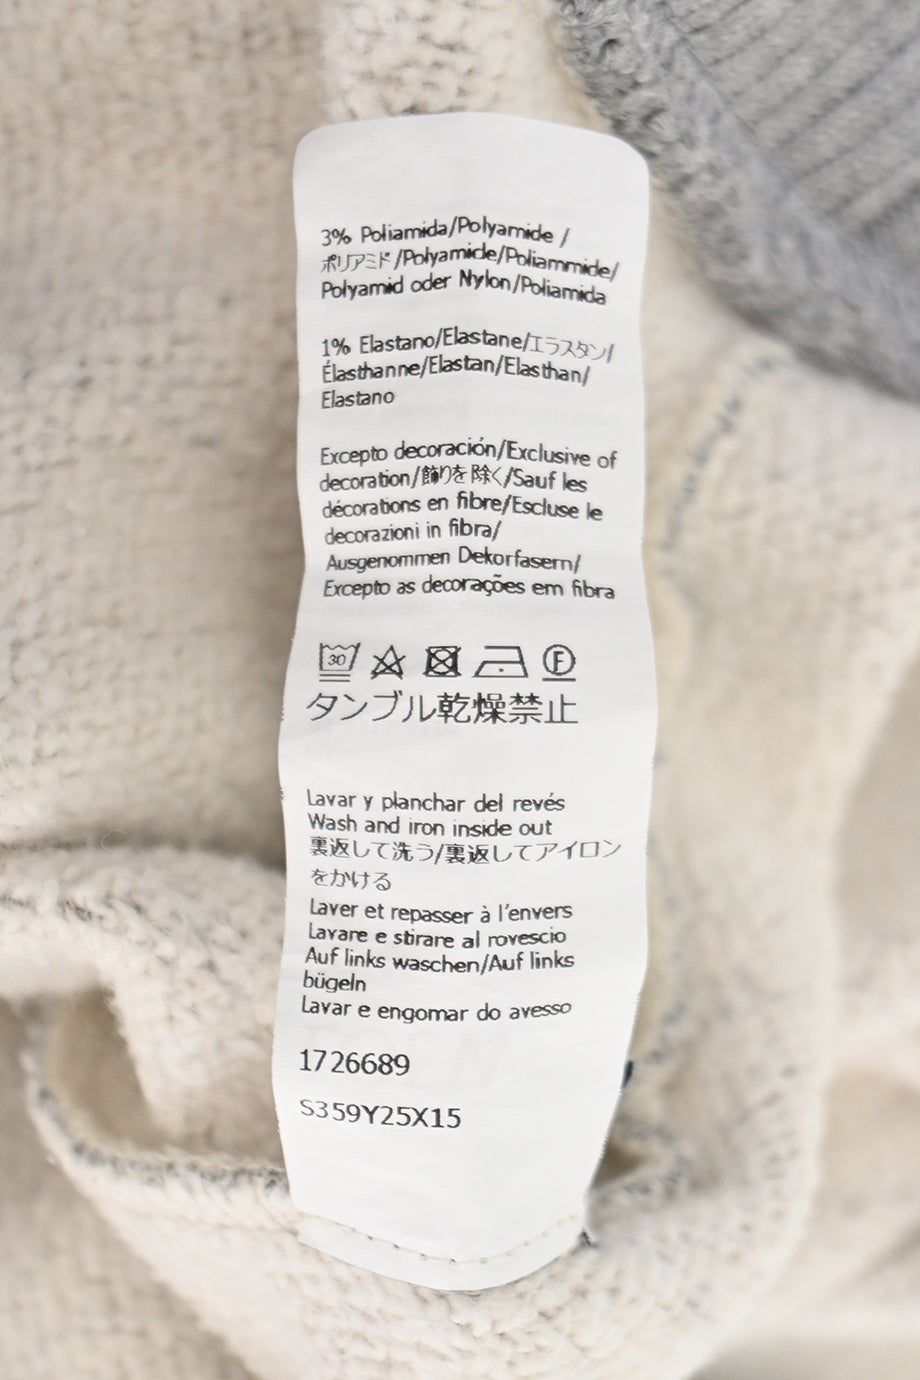 3% Poliamida/Polyamide /
ポリアミド/Polyamide/Poliammide/
Polyamid oder Nylon/Poliamida
1% Elastano/Elastane/エラスタン/
Élasthanne/Elastan/Elasthan/
Elastano
Excepto decoración/Exclusive of
decoration/飾りを除く/Sauf les
décorations en fibre/Escluse le
decorazioni in fibra/
Ausgenommen Dekorfasern/
Excepto as decorações em fibra
30 F
タンブル乾燥禁止
Lavar y planchar del revés
Wash and iron inside out
裏返して洗う/裏返してアイロン
をかける
Laver et repasser à l'envers
Lavare e stirare al rovescio
Auf links waschen/Auf links
bügeln
Lavar e engomar do avesso
1726689
S359Y25X15